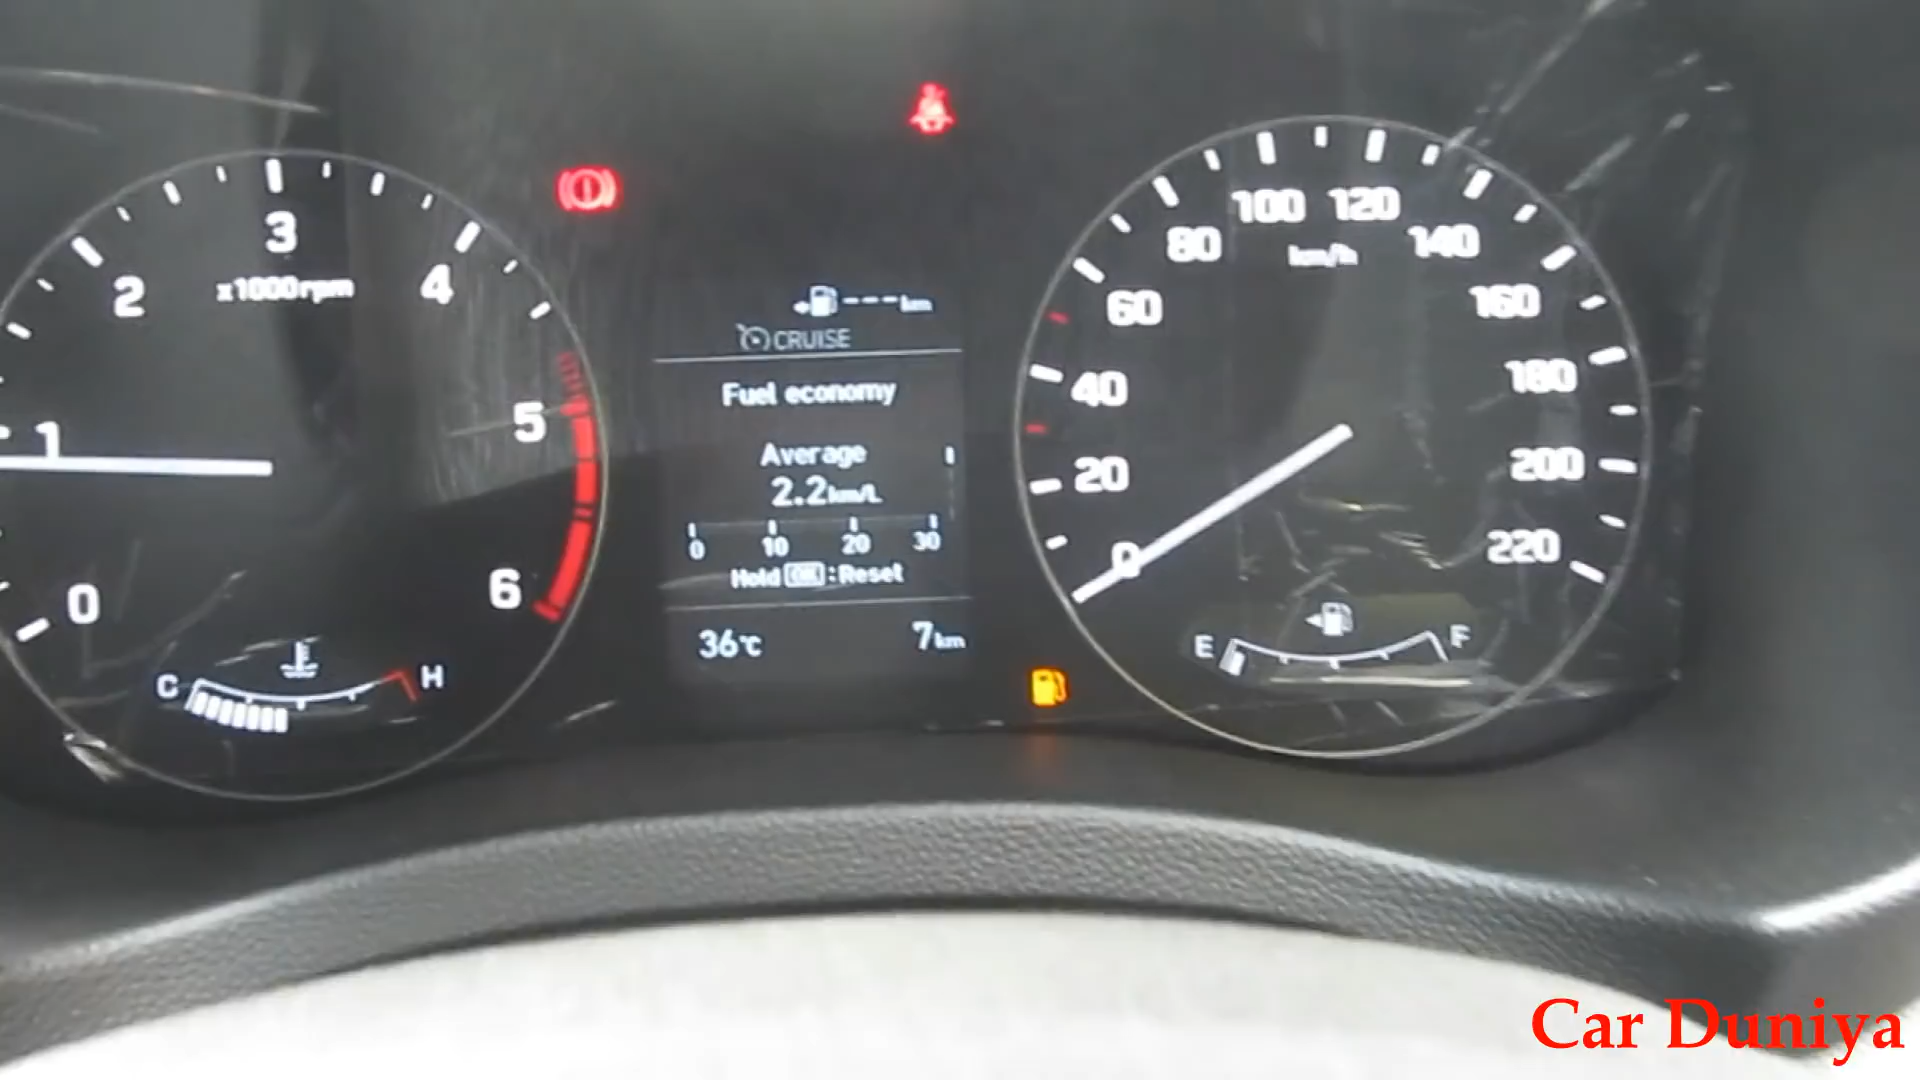 0
1
2
3
4
5
6
x1000rpm
C
H
---km
CRUISE
Fuel economy
Average
2.2km/L
0 10 20 30
Hold OK:Reset
36°C 7km
0
20
40
60
80
100
120
140
160
180
200
220
km/h
E
F
Car Duniya